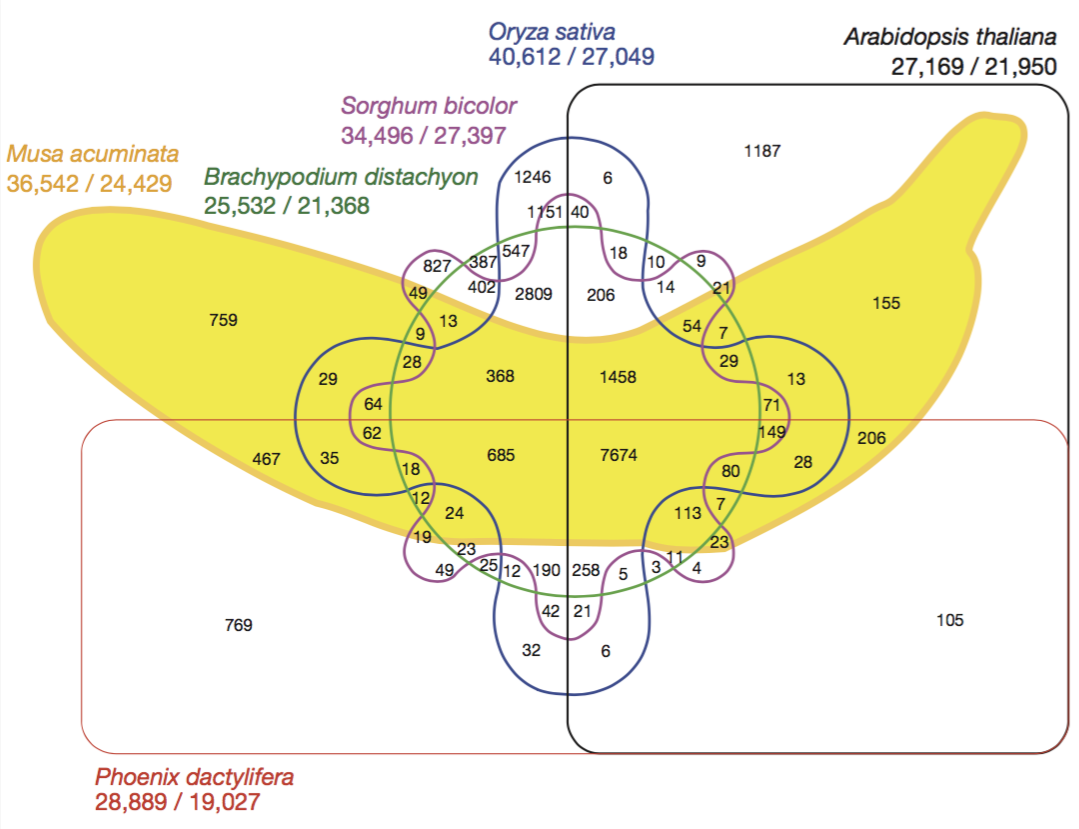 Oryza sativa
40,612 / 27,049
Arabidopsis thaliana
27,169 / 21,950
Sorghum bicolor
34,496 / 27,397
Musa acuminata
36,542 / 24,429
Brachypodium distachyon
25,532 / 21,368
1187
1246 6
1151 40
547 18
827 387 10 9
49 402 2809 206 14 21
759 13 54 7 155
9
28 29
29 368 1458 13
64 71
62 149
467 35 18 685 7674 80 28 206
12 24 113 7
19 23 23
49 25 12 190 258 5 3 11 4
42 21
769 32 6 105
Phoenix dactylifera
28,889 / 19,027